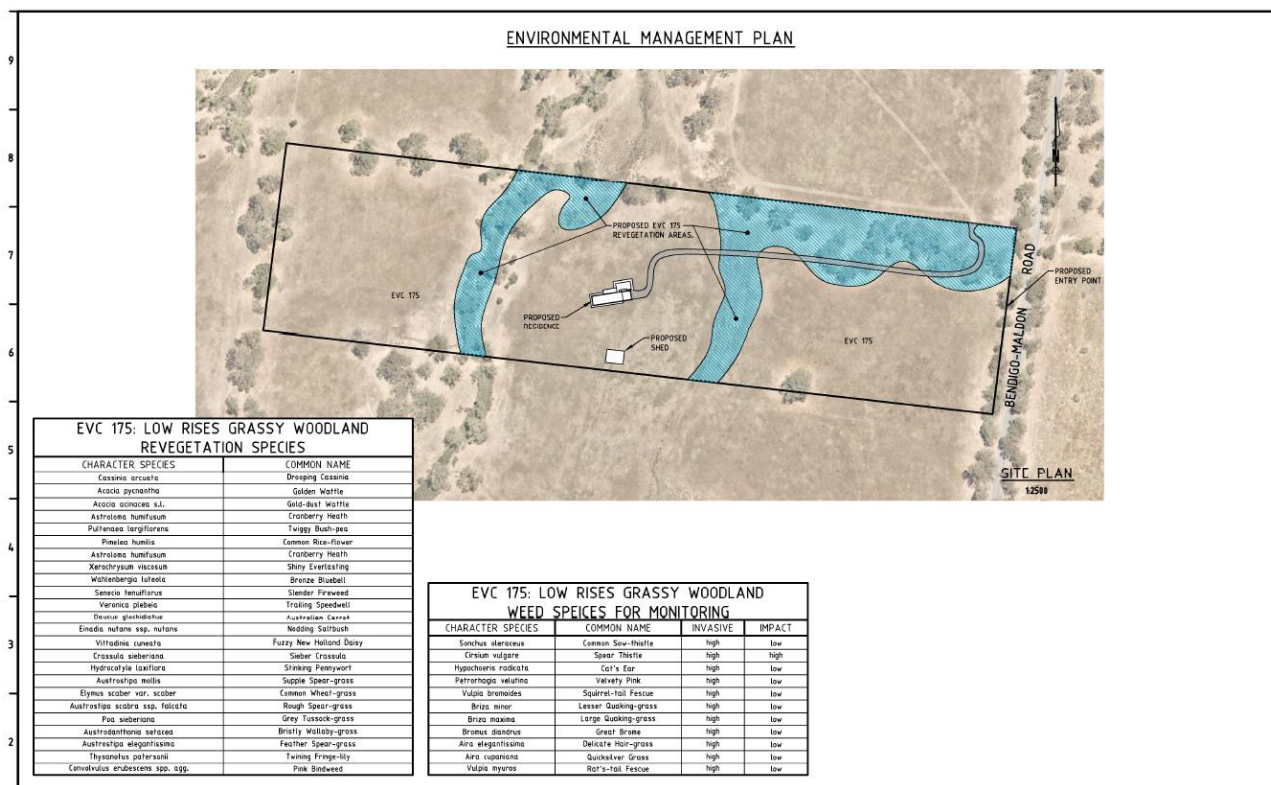 ENVIRONMENTAL MANAGEMENT PLAN
9
8
7
6
5
4
3
2
N
PROPOSED EVC 175
REVEGETATION AREAS.
EVC 175
PROPOSED
RESIDENCE
PROPOSED
SHED
EVC 175
BENDIGO-MALDON ROAD
PROPOSED
ENTRY POINT
SITE PLAN
1:2500
EVC 175: LOW RISES GRASSY WOODLAND
REVEGETATION SPECIES
CHARACTER SPECIES COMMON NAME
Cassinia arcuata Drooping Cassinia
Acacia pycnantha Golden Wattle
Acacia acinacea s.l. Gold-dust Wattle
Astroloma humifusum Cranberry Heath
Pultenaea largiflorens Twiggy Bush-pea
Pimelea humilis Common Rice-flower
Astroloma humifusum Cranberry Heath
Xerochrysum viscosum Shiny Everlasting
Wahlenbergia luteola Bronze Bluebell
Senecio tenuiflorus Slender Fireweed
Veronica plebeia Trailing Speedwell
Daucus glochidiatus Australian Carrot
Einadia nutans ssp. nutans Nodding Saltbush
Vittadinia cuneata Fuzzy New Holland Daisy
Crassula sieberiana Sieber Crassula
Hydrocotyle laxiflora Stinking Pennywort
Austrostipa mollis Supple Spear-grass
Elymus scaber var. scaber Common Wheat-grass
Austrostipa scabra ssp. falcata Rough Spear-grass
Poa sieberiana Grey Tussock-grass
Austrodanthonia setacea Bristly Wallaby-grass
Austrostipa elegantissima Feather Spear-grass
Thysanotus patersonii Twining Fringe-lily
Convolvulus erubescens spp. agg. Pink Bindweed
EVC 175: LOW RISES GRASSY WOODLAND
WEED SPEICES FOR MONITORING
CHARACTER SPECIES COMMON NAME INVASIVE IMPACT
Sonchus oleraceus Common Sow-thistle high low
Cirsium vulgare Spear Thistle high high
Hypochoeris radicata Cat's Ear high low
Petrorhagia velutina Velvety Pink high low
Vulpia bromoides Squirrel-tail Fescue high low
Briza minor Lesser Quaking-grass high low
Briza maxima Large Quaking-grass high low
Bromus diandrus Great Brome high low
Aira elegantissima Delicate Hair-grass high low
Aira cupaniana Quicksilver Grass high low
Vulpia myuros Rat's-tail Fescue high low